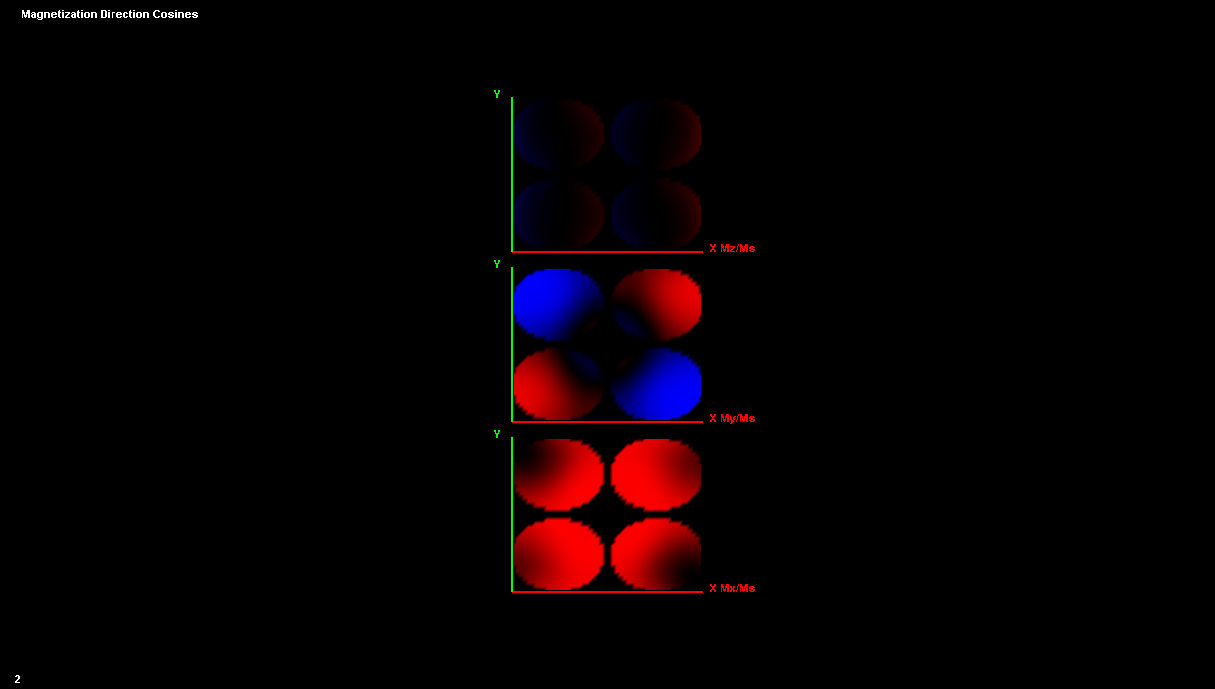 Magnetization Direction Cosines
Y
X Mz/Ms
Y
X My/Ms
Y
X Mx/Ms
2